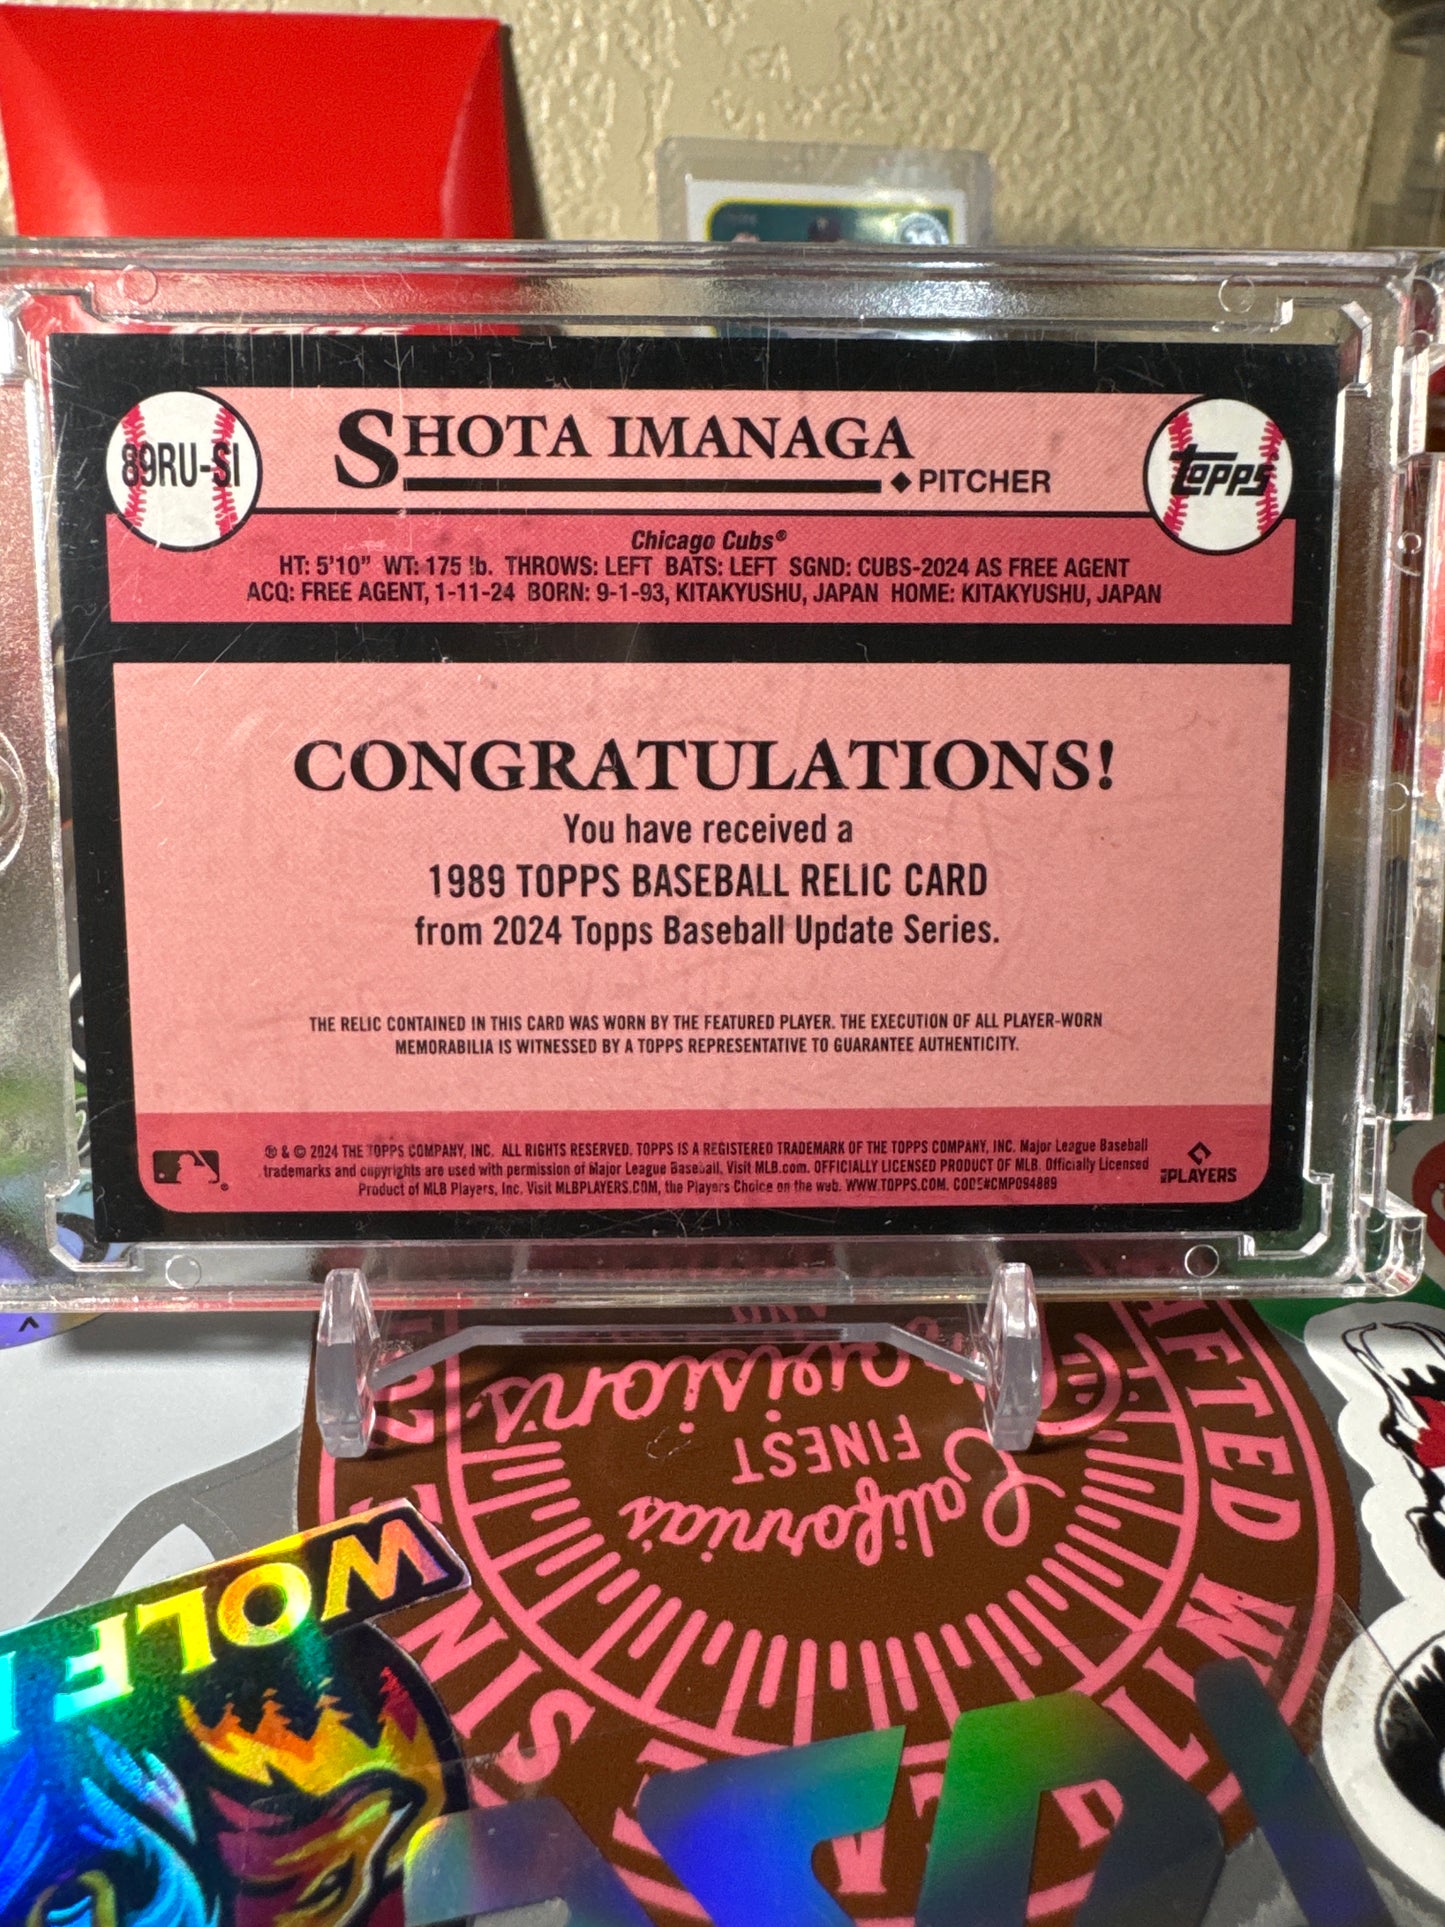 89RU-SI
SHOTA IMANAGA
◆ PITCHER
TOPPS
Chicago Cubs®
HT: 5'10" WT: 175 lb. THROWS: LEFT BATS: LEFT SGND: CUBS-2024 AS FREE AGENT
ACQ: FREE AGENT, 1-11-24 BORN: 9-1-93, KITAKYUSHU, JAPAN HOME: KITAKYUSHU, JAPAN
CONGRATULATIONS!
You have received a
1989 TOPPS BASEBALL RELIC CARD
from 2024 Topps Baseball Update Series.
THE RELIC CONTAINED IN THIS CARD WAS WORN BY THE FEATURED PLAYER. THE EXECUTION OF ALL PLAYER-WORN
MEMORABILIA IS WITNESSED BY A TOPPS REPRESENTATIVE TO GUARANTEE AUTHENTICITY.
® & © 2024 THE TOPPS COMPANY, INC. ALL RIGHTS RESERVED. TOPPS IS A REGISTERED TRADEMARK OF THE TOPPS COMPANY, INC. Major League Baseball
trademarks and copyrights are used with permission of Major League Baseball. Visit MLB.com. OFFICIALLY LICENSED PRODUCT OF MLB. Officially Licensed
Product of MLB Players, Inc. Visit MLBPLAYERS.COM, the Players Choice on the web. WWW.TOPPS.COM. CODE#CMP094889
MLB PLAYERS
California's
FINEST
AND
AFTED WIT
SIN
WOLF